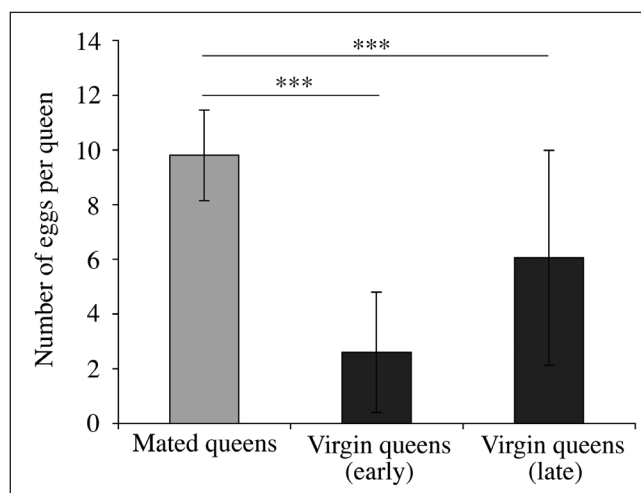 14
12
10
8
6
4
2
0
Number of eggs per queen
***
***
Mated queens
Virgin queens
(early)
Virgin queens
(late)